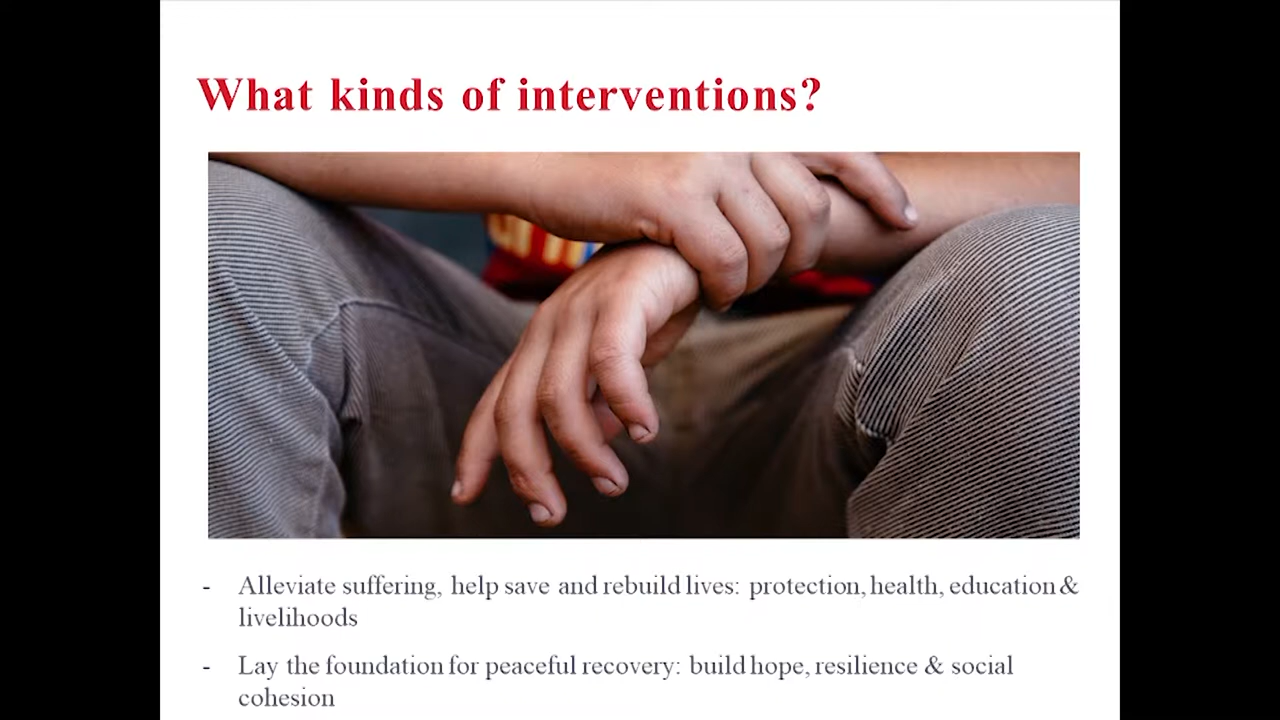 What kinds of interventions?
- Alleviate suffering, help save and rebuild lives: protection, health, education &
livelihoods
- Lay the foundation for peaceful recovery: build hope, resilience & social
cohesion